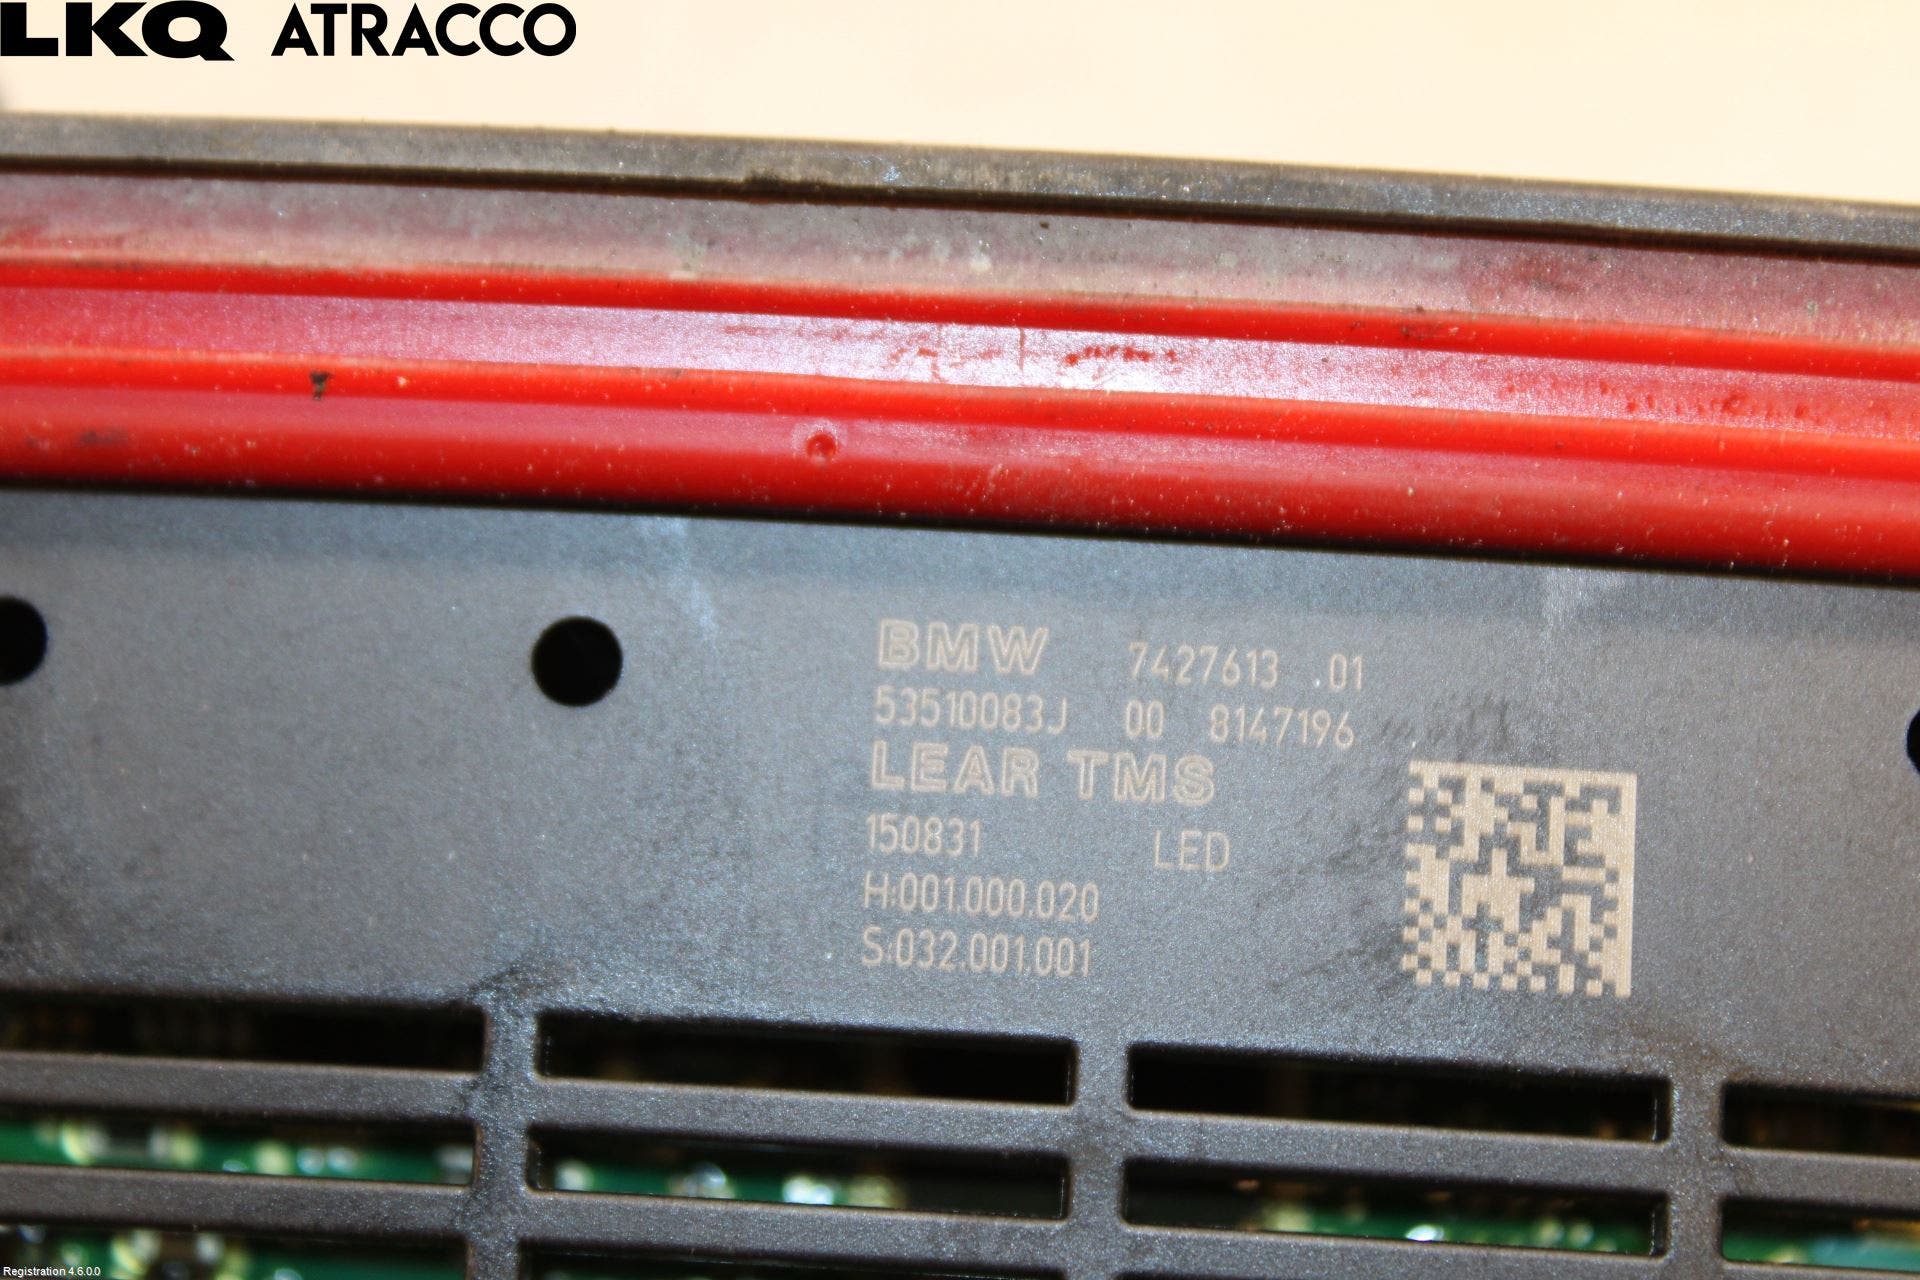 LKQ ATRACCO
BMW 7427613 .01
53510083J 00 8147196
LEAR TMS
150831 LED
H:001.000.020
S:032.001.001
Registration 4.6.0.0